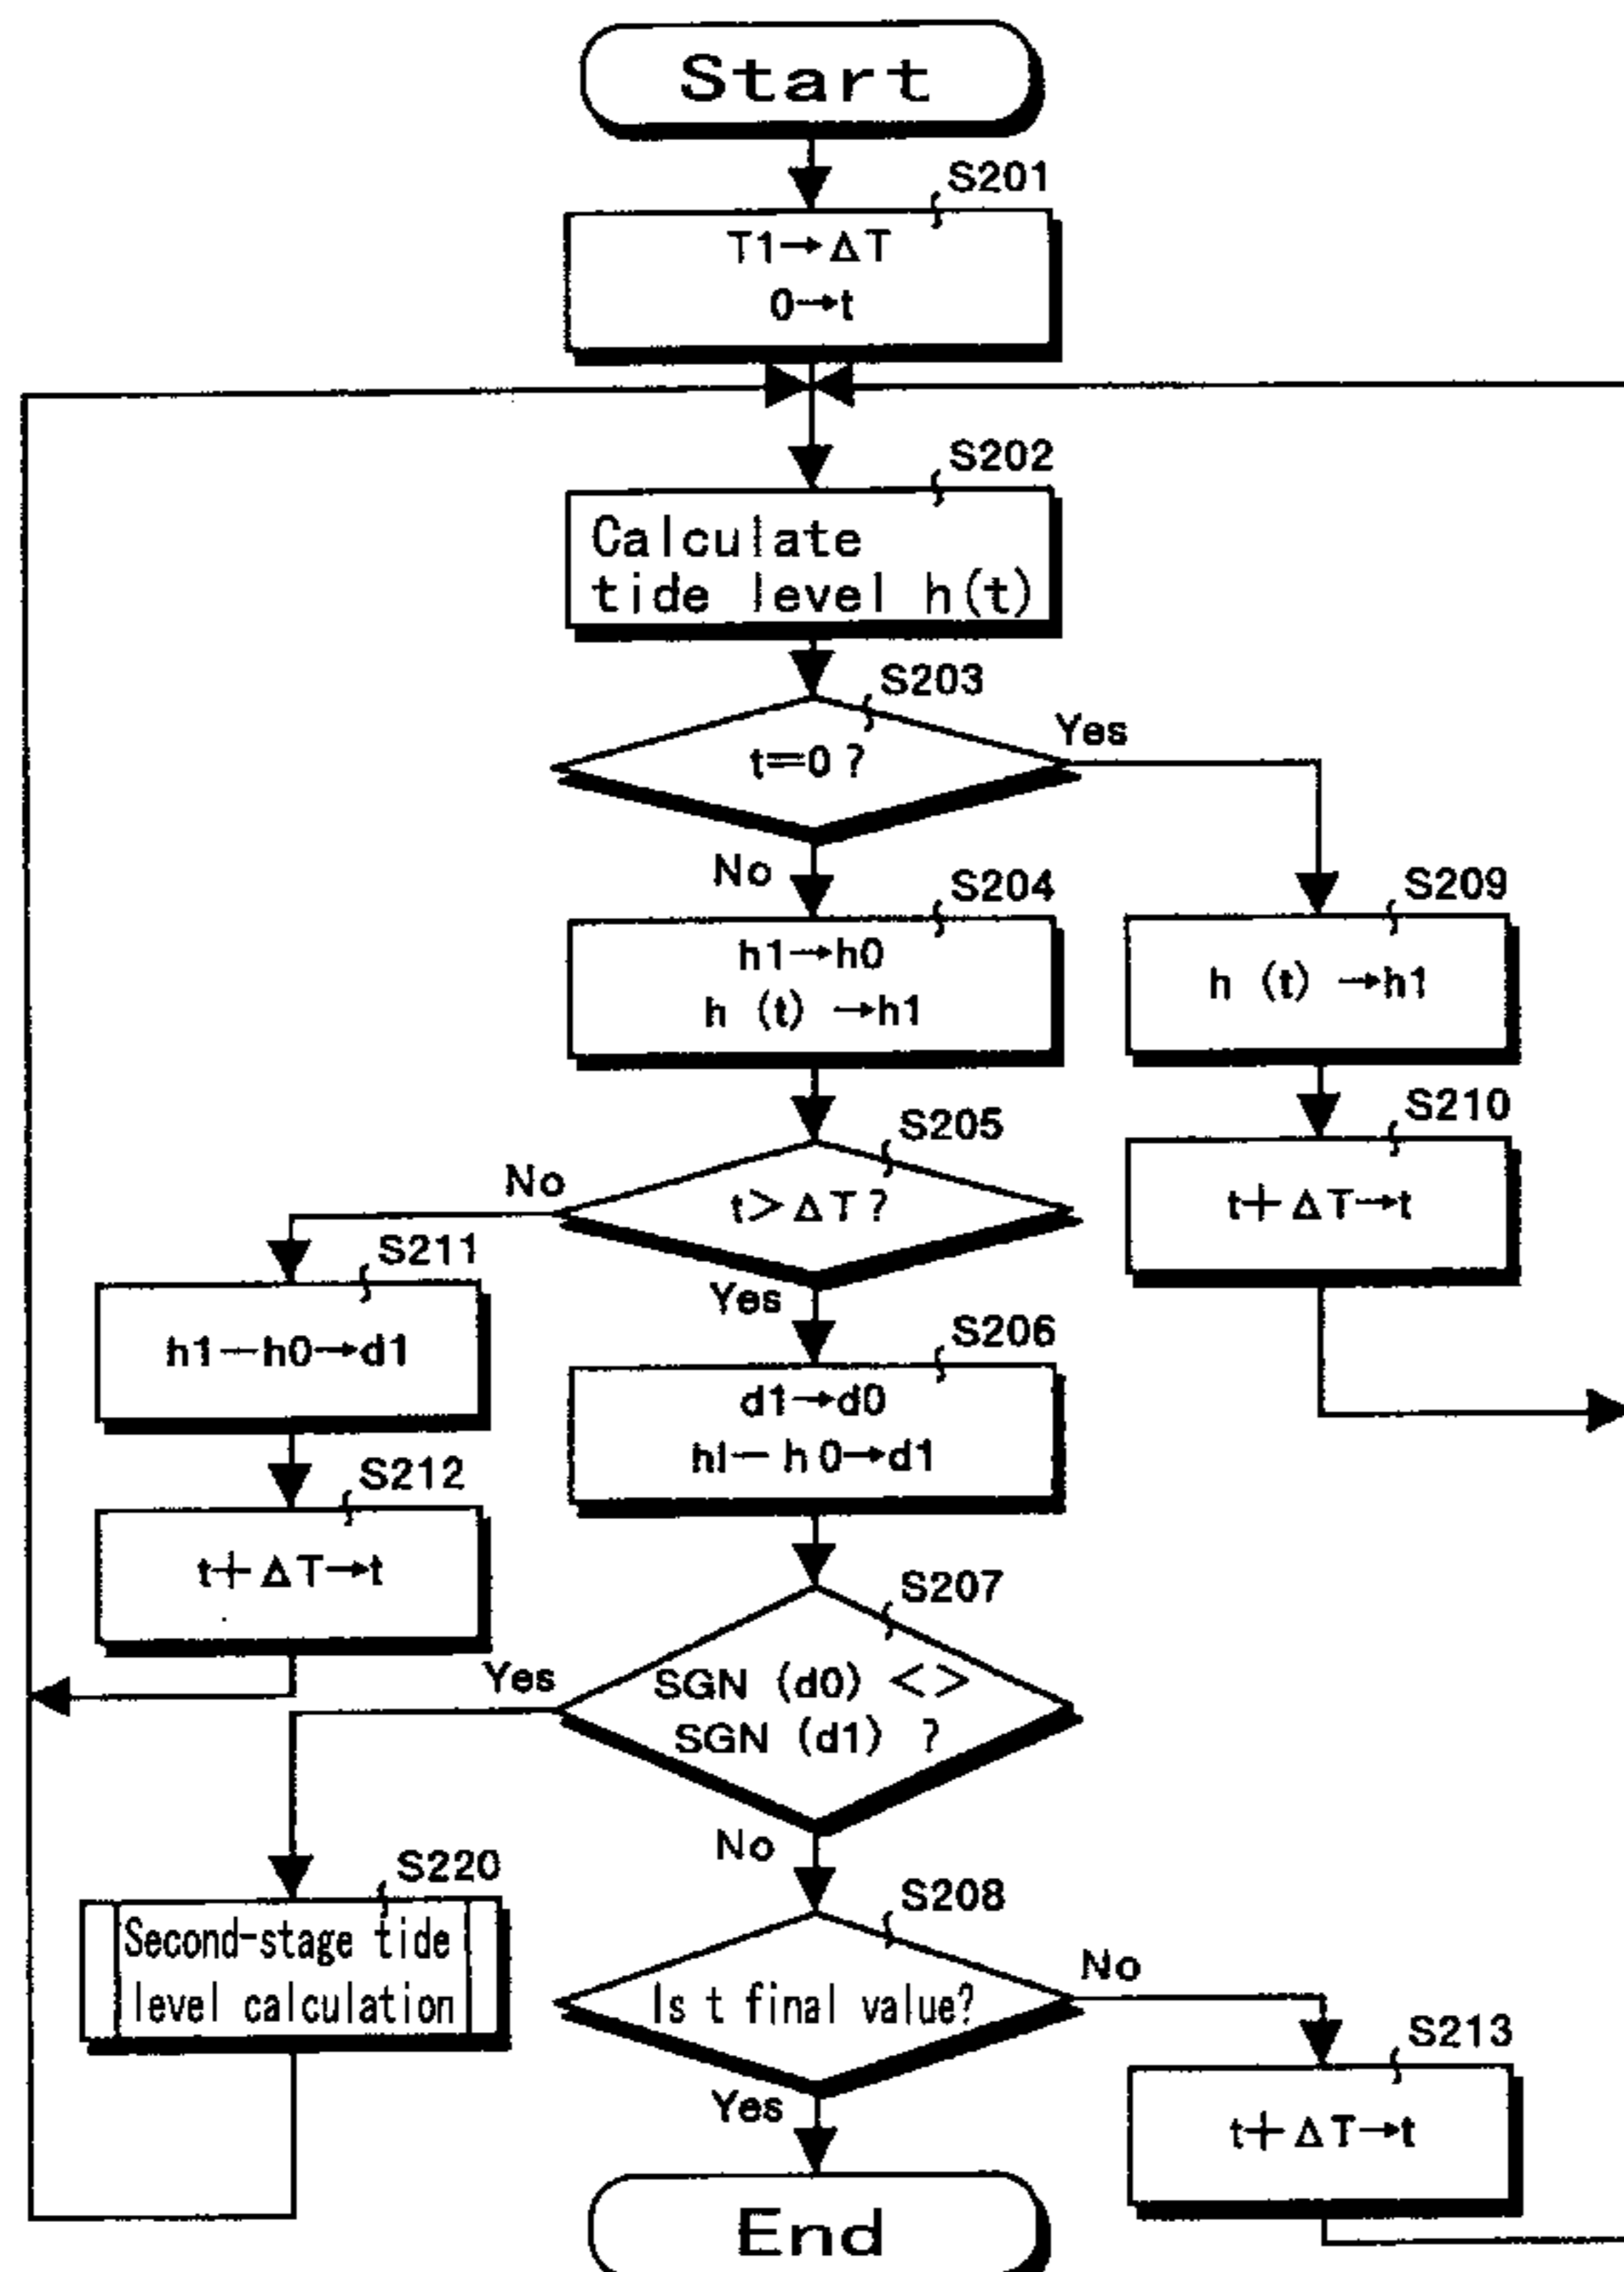 Start
S201
T1→ΔT
0→t
S202
Calculate
tide level h(t)
S203
t=0?
Yes
No
S204
h1→h0
h (t) →h1
S209
h (t) →h1
S205
t>ΔT?
No
Yes
S210
t+ΔT→t
S211
h1−h0→d1
S206
d1→d0
hl− h0→d1
S212
t+ΔT→t
S207
SGN (d0) <>
SGN (d1) ?
Yes
No
S220
Second-stage tide
level calculation
S208
Is t final value?
No
Yes
S213
t+ΔT→t
End